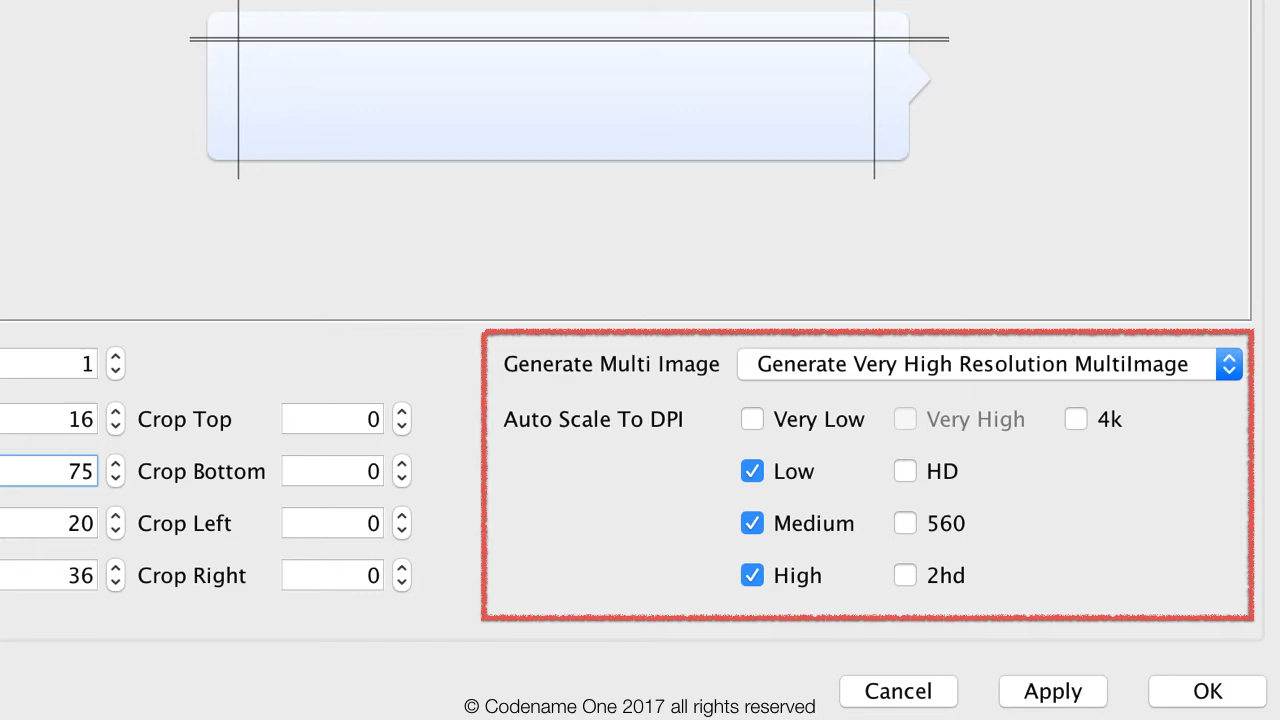 1 Generate Multi Image Generate Very High Resolution MultiImage
16 Crop Top 0 Auto Scale To DPI Very Low Very High 4k
75 Crop Bottom 0 Low HD
20 Crop Left 0 Medium 560
36 Crop Right 0 High 2hd
Cancel Apply OK
© Codename One 2017 all rights reserved